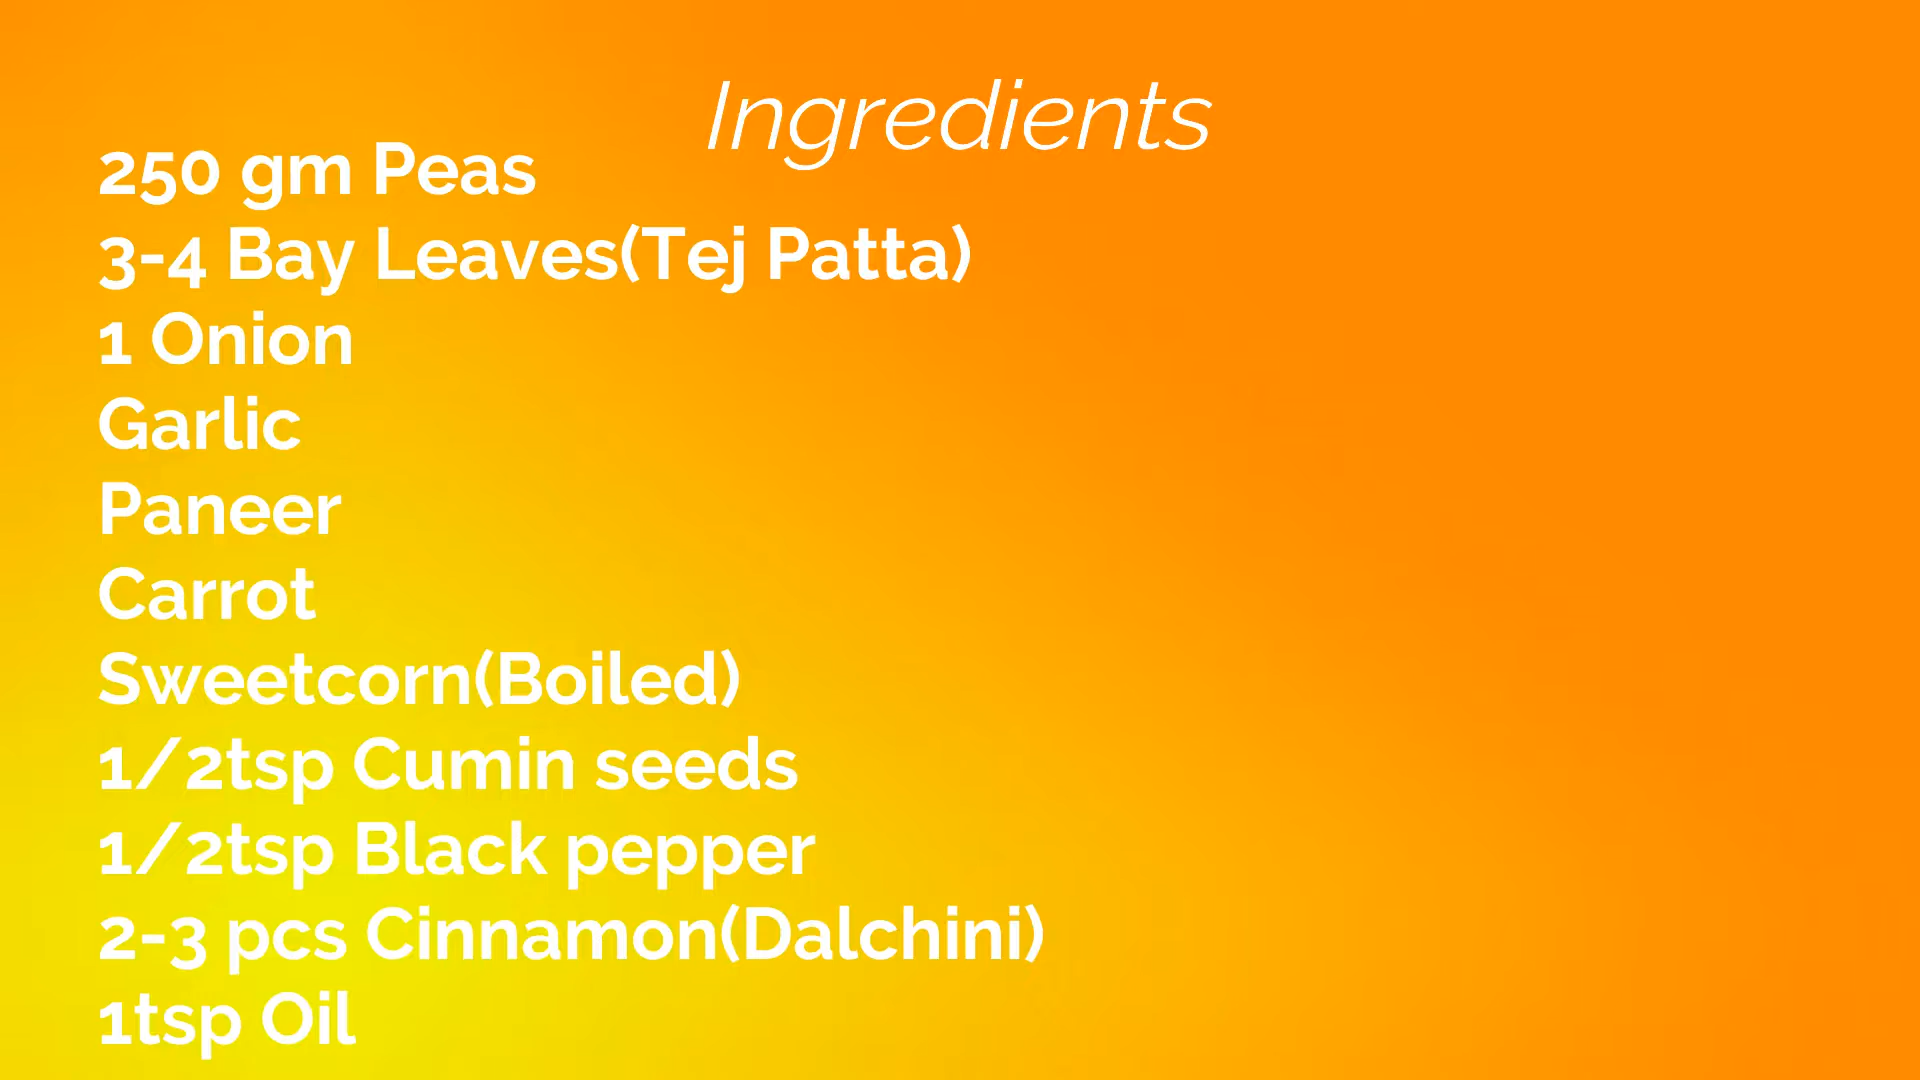 Ingredients
250 gm Peas
3-4 Bay Leaves(Tej Patta)
1 Onion
Garlic
Paneer
Carrot
Sweetcorn(Boiled)
1/2tsp Cumin seeds
1/2tsp Black pepper
2-3 pcs Cinnamon(Dalchini)
1tsp Oil